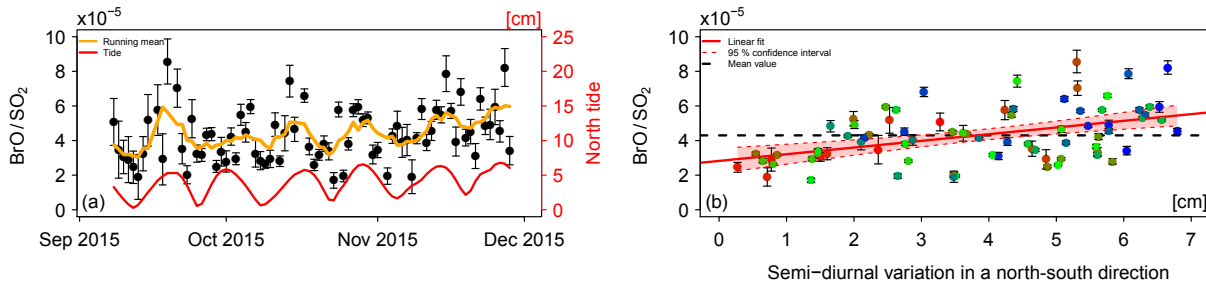 x10⁻⁵
[cm]
10
8
6
4
2
0
BrO / SO₂
Running mean
Tide
(a)
25
20
15
10
5
0
North tide
Sep 2015
Oct 2015
Nov 2015
Dec 2015
x10⁻⁵
10
8
6
4
2
0
BrO / SO₂
Linear fit
95 % confidence interval
Mean value
(b)
[cm]
0 1 2 3 4 5 6 7
Semi−diurnal variation in a north-south direction